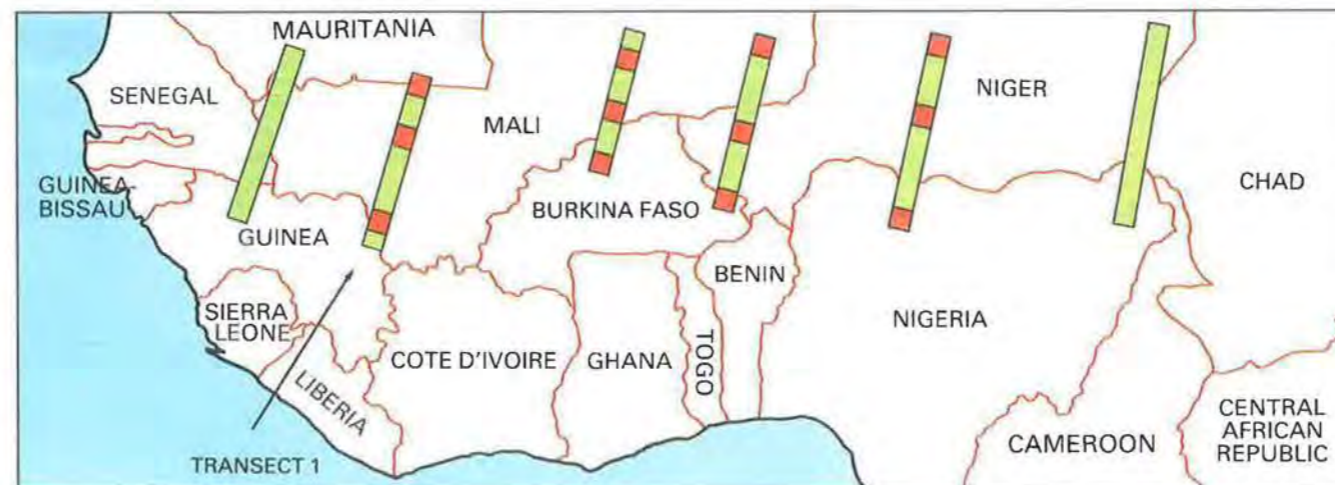 MAURITANIA
SENEGAL
MALI
NIGER
CHAD
GUINEA-
BISSAU
GUINEA
BURKINA FASO
BENIN
SIERRA
LEONE
NIGERIA
COTE D'IVOIRE
GHANA
TOGO
LIBERIA
CENTRAL
AFRICAN
REPUBLIC
CAMEROON
TRANSECT 1